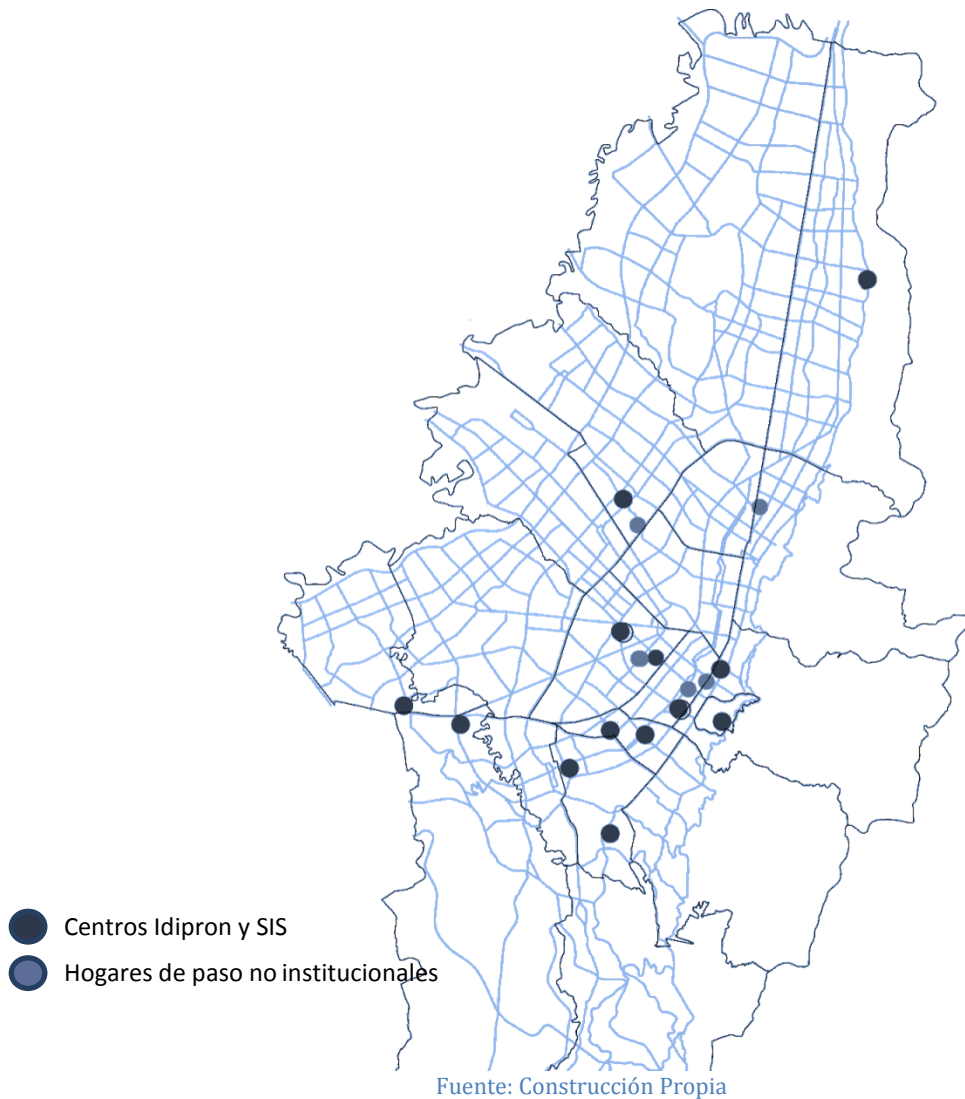 Centros Idipron y SIS
Hogares de paso no institucionales
Fuente: Construcción Propia